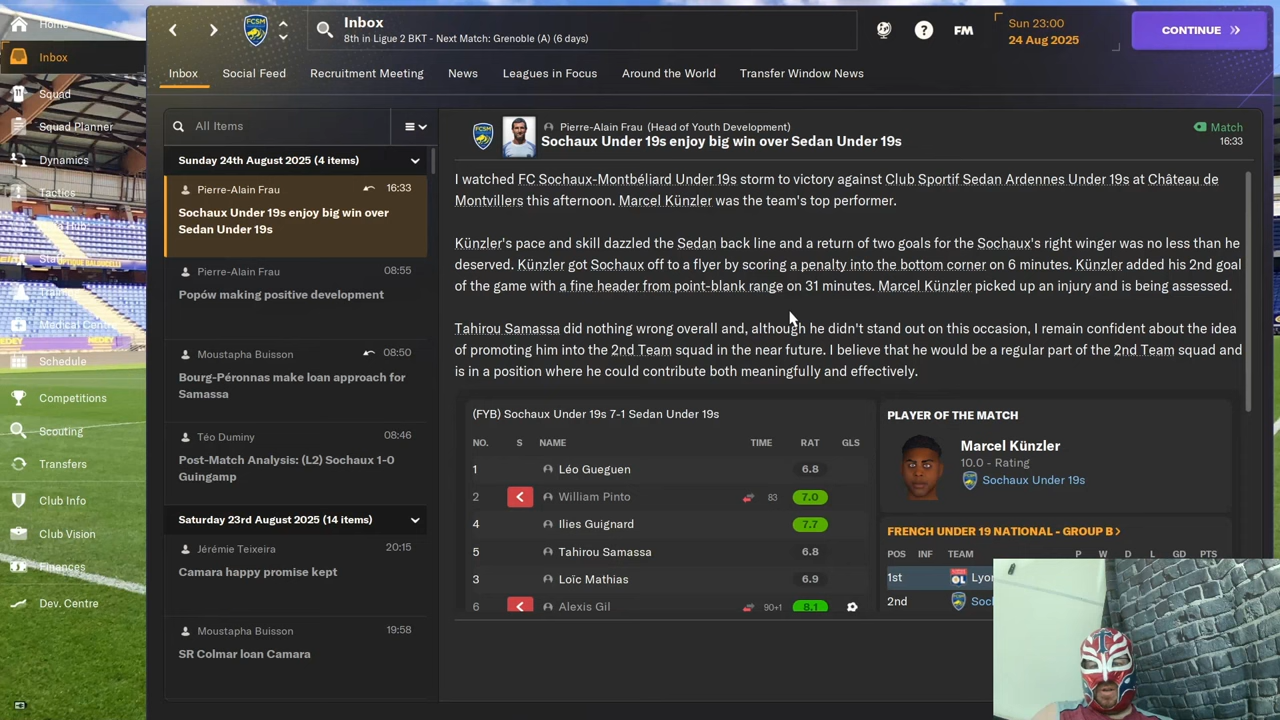 Home
Inbox
Squad
Squad Planner
Dynamics
Tactics
Schedule
Competitions
Scouting
Transfers
Club Info
Club Vision
Finances
Dev. Centre
Inbox
8th in Ligue 2 BKT - Next Match: Grenoble (A) (6 days)
FM
Sun 23:00
24 Aug 2025
CONTINUE
Inbox
Social Feed
Recruitment Meeting
News
Leagues in Focus
Around the World
Transfer Window News
All Items
Sunday 24th August 2025 (4 items)
Pierre-Alain Frau 16:33
Sochaux Under 19s enjoy big win over
Sedan Under 19s
Pierre-Alain Frau 08:55
Popów making positive development
Moustapha Buisson 08:50
Bourg-Péronnas make loan approach for
Samassa
Téo Duminy 08:46
Post-Match Analysis: (L2) Sochaux 1-0
Guingamp
Saturday 23rd August 2025 (14 items)
Jérémie Teixeira 20:15
Camara happy promise kept
Moustapha Buisson 19:58
SR Colmar loan Camara
Pierre-Alain Frau (Head of Youth Development)
Sochaux Under 19s enjoy big win over Sedan Under 19s
Match
16:33
I watched FC Sochaux-Montbéliard Under 19s storm to victory against Club Sportif Sedan Ardennes Under 19s at Château de
Montvillers this afternoon. Marcel Künzler was the team's top performer.
Künzler's pace and skill dazzled the Sedan back line and a return of two goals for the Sochaux's right winger was no less than he
deserved. Künzler got Sochaux off to a flyer by scoring a penalty into the bottom corner on 6 minutes. Künzler added his 2nd goal
of the game with a fine header from point-blank range on 31 minutes. Marcel Künzler picked up an injury and is being assessed.
Tahirou Samassa did nothing wrong overall and, although he didn't stand out on this occasion, I remain confident about the idea
of promoting him into the 2nd Team squad in the near future. I believe that he would be a regular part of the 2nd Team squad and
is in a position where he could contribute both meaningfully and effectively.
(FYB) Sochaux Under 19s 7-1 Sedan Under 19s
NO. S NAME TIME RAT GLS
1 Léo Gueguen 6.8
2 William Pinto 83 7.0
4 Ilies Guignard 7.7
5 Tahirou Samassa 6.8
3 Loïc Mathias 6.9
6 Alexis Gil 90+1 8.1
PLAYER OF THE MATCH
Marcel Künzler
10.0 - Rating
Sochaux Under 19s
FRENCH UNDER 19 NATIONAL - GROUP B
POS INF TEAM P W D L GD PTS
1st
2nd